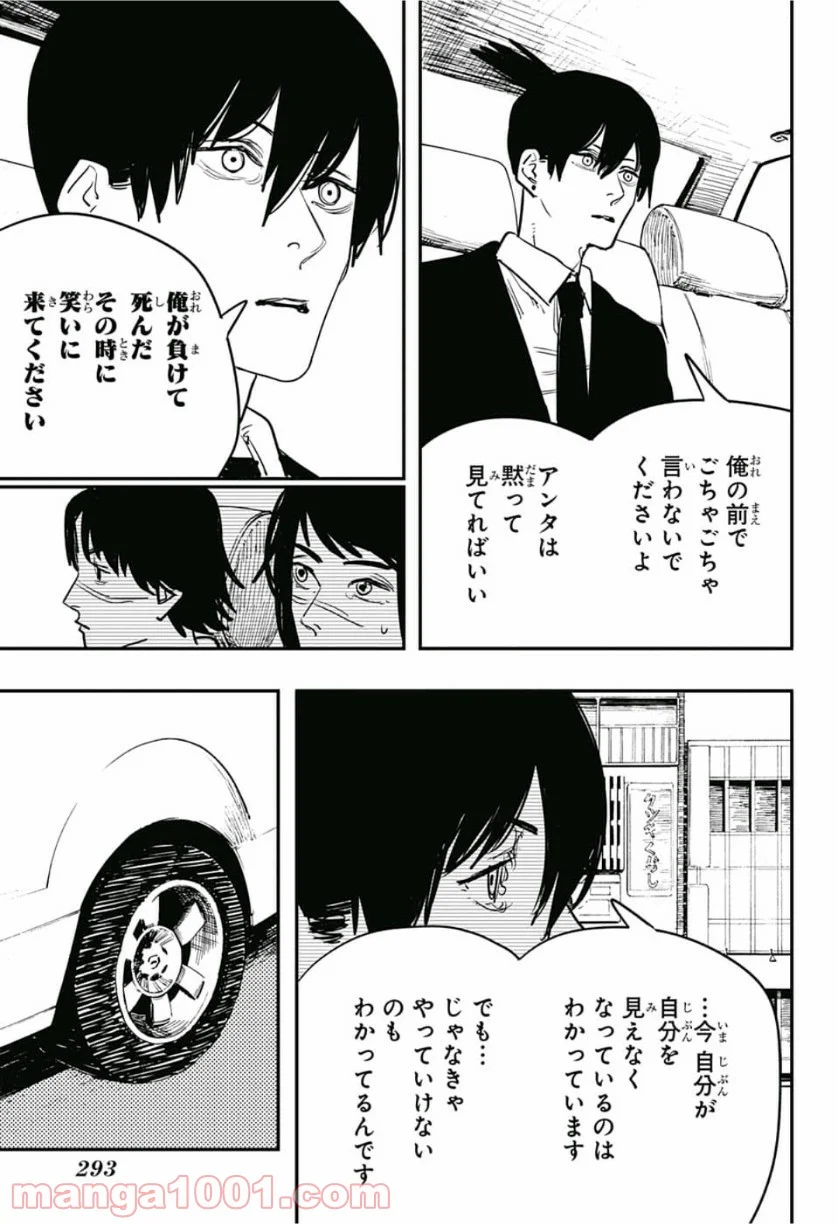 俺の前で
ごちゃごちゃ
言わないで
くださいよ
アンタは
黙って
見てればいい
俺が負けて
死んだ
その時に
笑いに
来てください
…今自分が
自分を
見えなく
なっているのは
わかっています
でも…
じゃなきゃ
やっていけない
のも
わかってるんです
293
manga1001.com